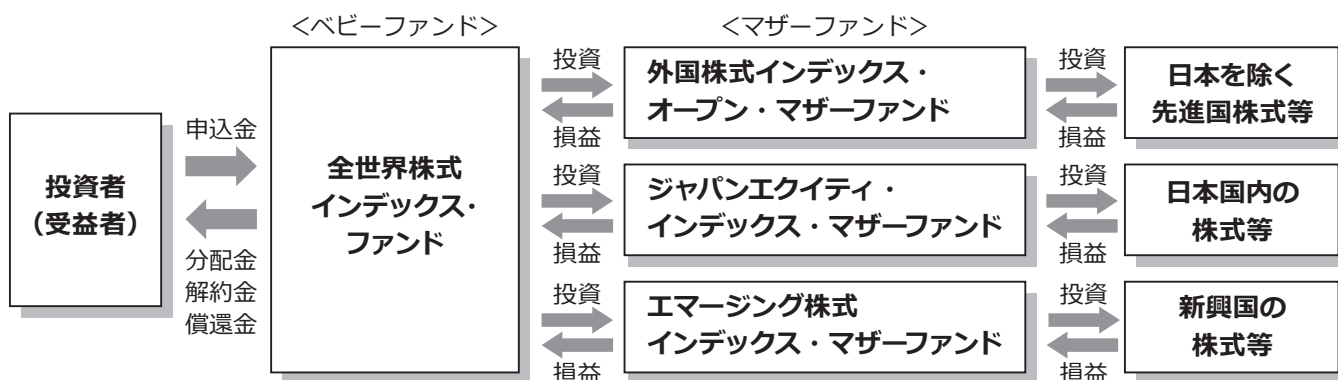 <ベビーファンド>
<マザーファンド>
投資者
（受益者）
申込金
分配金
解約金
償還金
全世界株式
インデックス・
ファンド
投資
損益
外国株式インデックス・
オープン・マザーファンド
投資
損益
日本を除く
先進国株式等
投資
損益
ジャパンエクイティ・
インデックス・マザーファンド
投資
損益
日本国内の
株式等
投資
損益
エマージング株式
インデックス・マザーファンド
投資
損益
新興国の
株式等